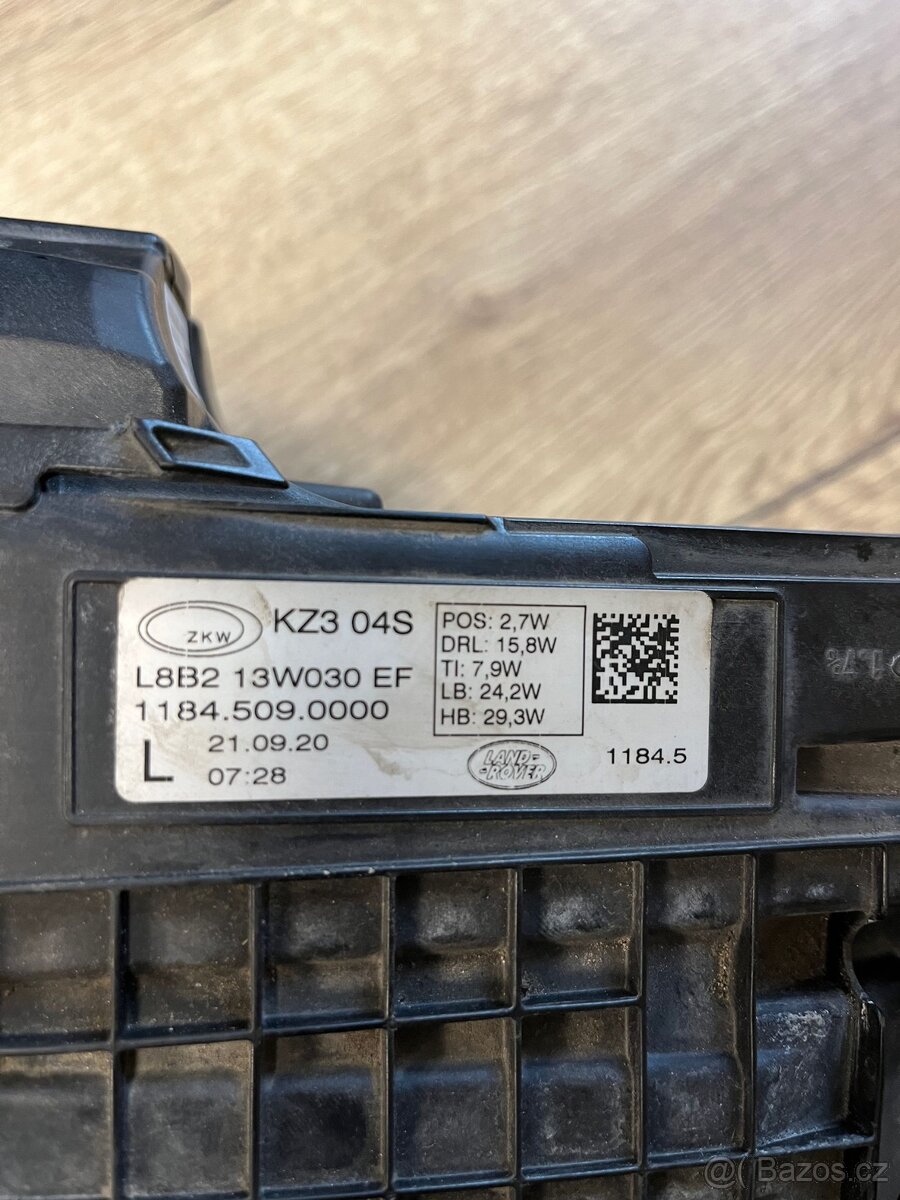 ZKW
KZ3 04S
L8B2 13W030 EF
1184.509.0000
L
21.09.20
07:28
POS: 2,7W
DRL: 15,8W
TI: 7,9W
LB: 24,2W
HB: 29,3W
LAND-
-ROVER
1184.5
@ Bazos.cz